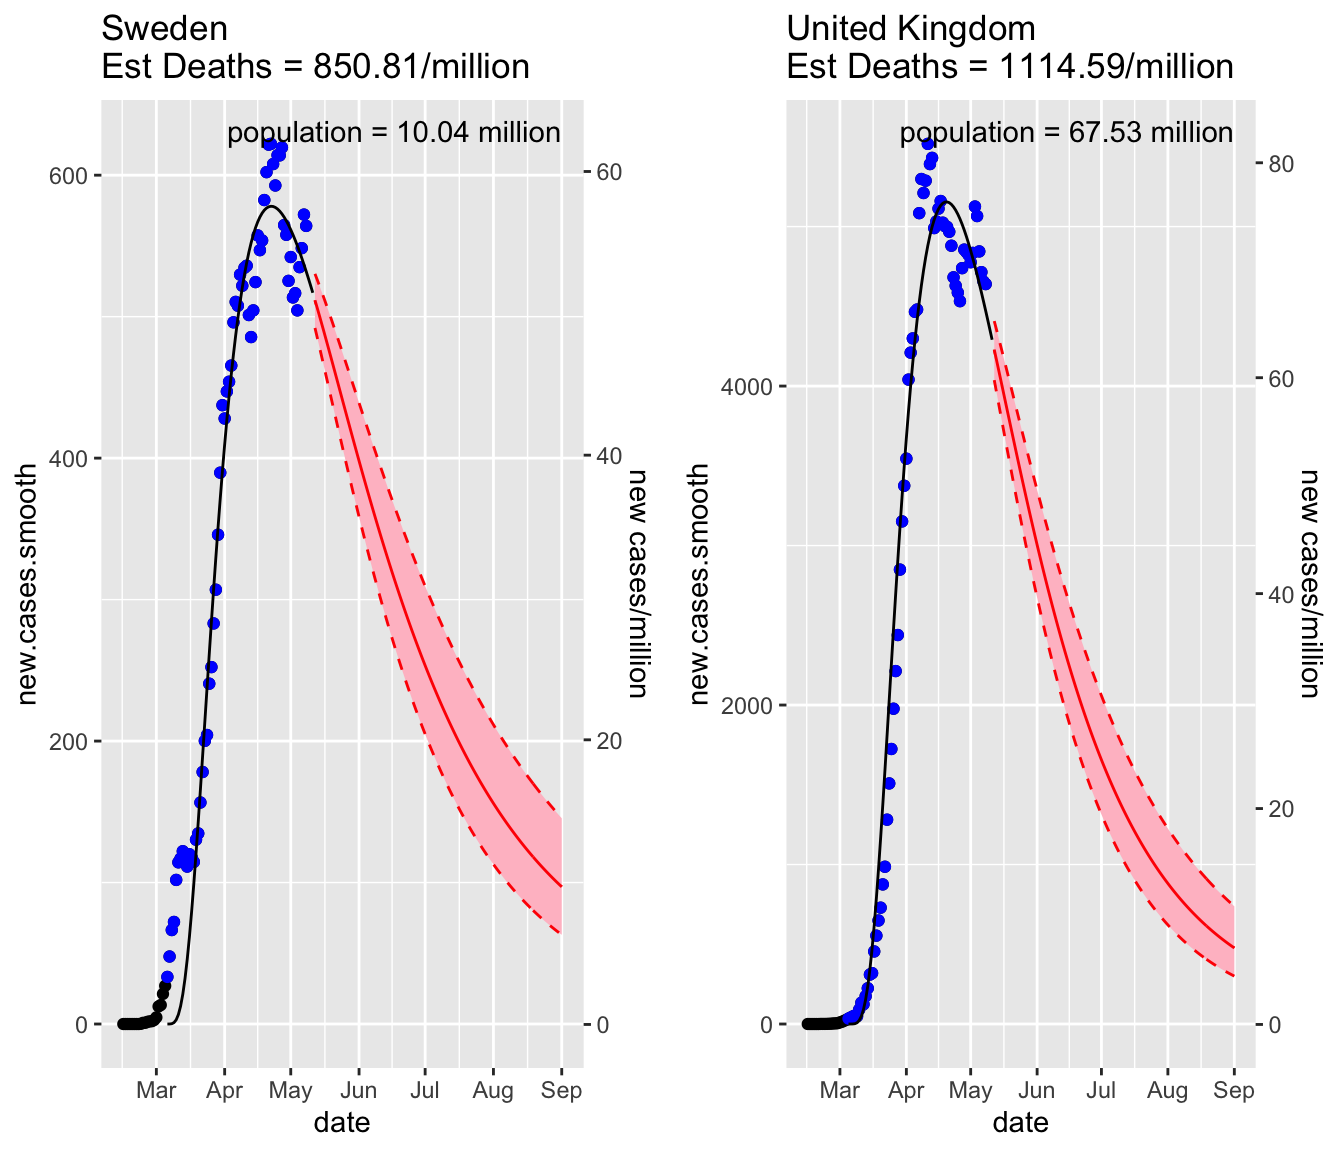 Sweden
Est Deaths = 850.81/million
population = 10.04 million
600
400
200
0
60
40
20
0
new.cases.smooth
new cases/million
Mar Apr May Jun Jul Aug Sep
date
United Kingdom
Est Deaths = 1114.59/million
population = 67.53 million
4000
2000
0
80
60
40
20
0
new.cases.smooth
new cases/million
Mar Apr May Jun Jul Aug Sep
date